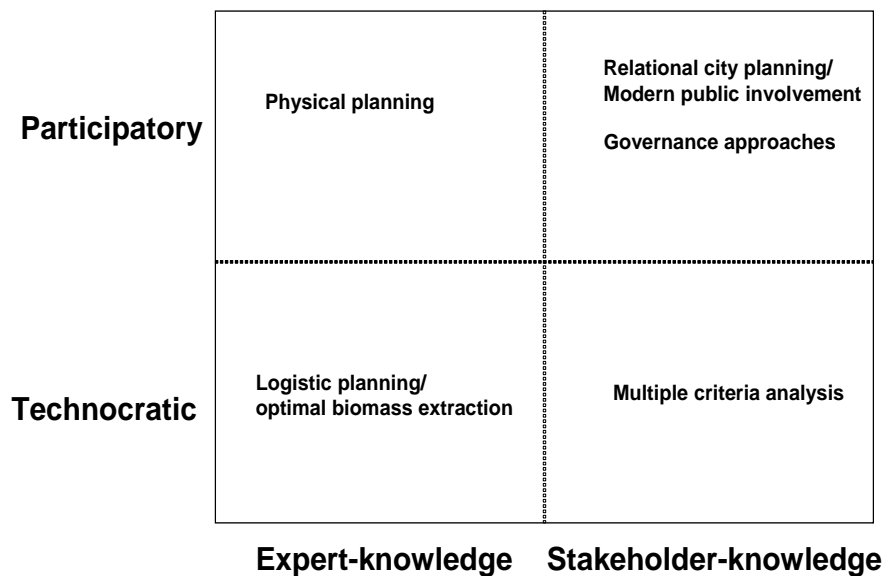 Participatory
Physical planning
Relational city planning/
Modern public involvement
Governance approaches
Technocratic
Logistic planning/
optimal biomass extraction
Multiple criteria analysis
Expert-knowledge
Stakeholder-knowledge